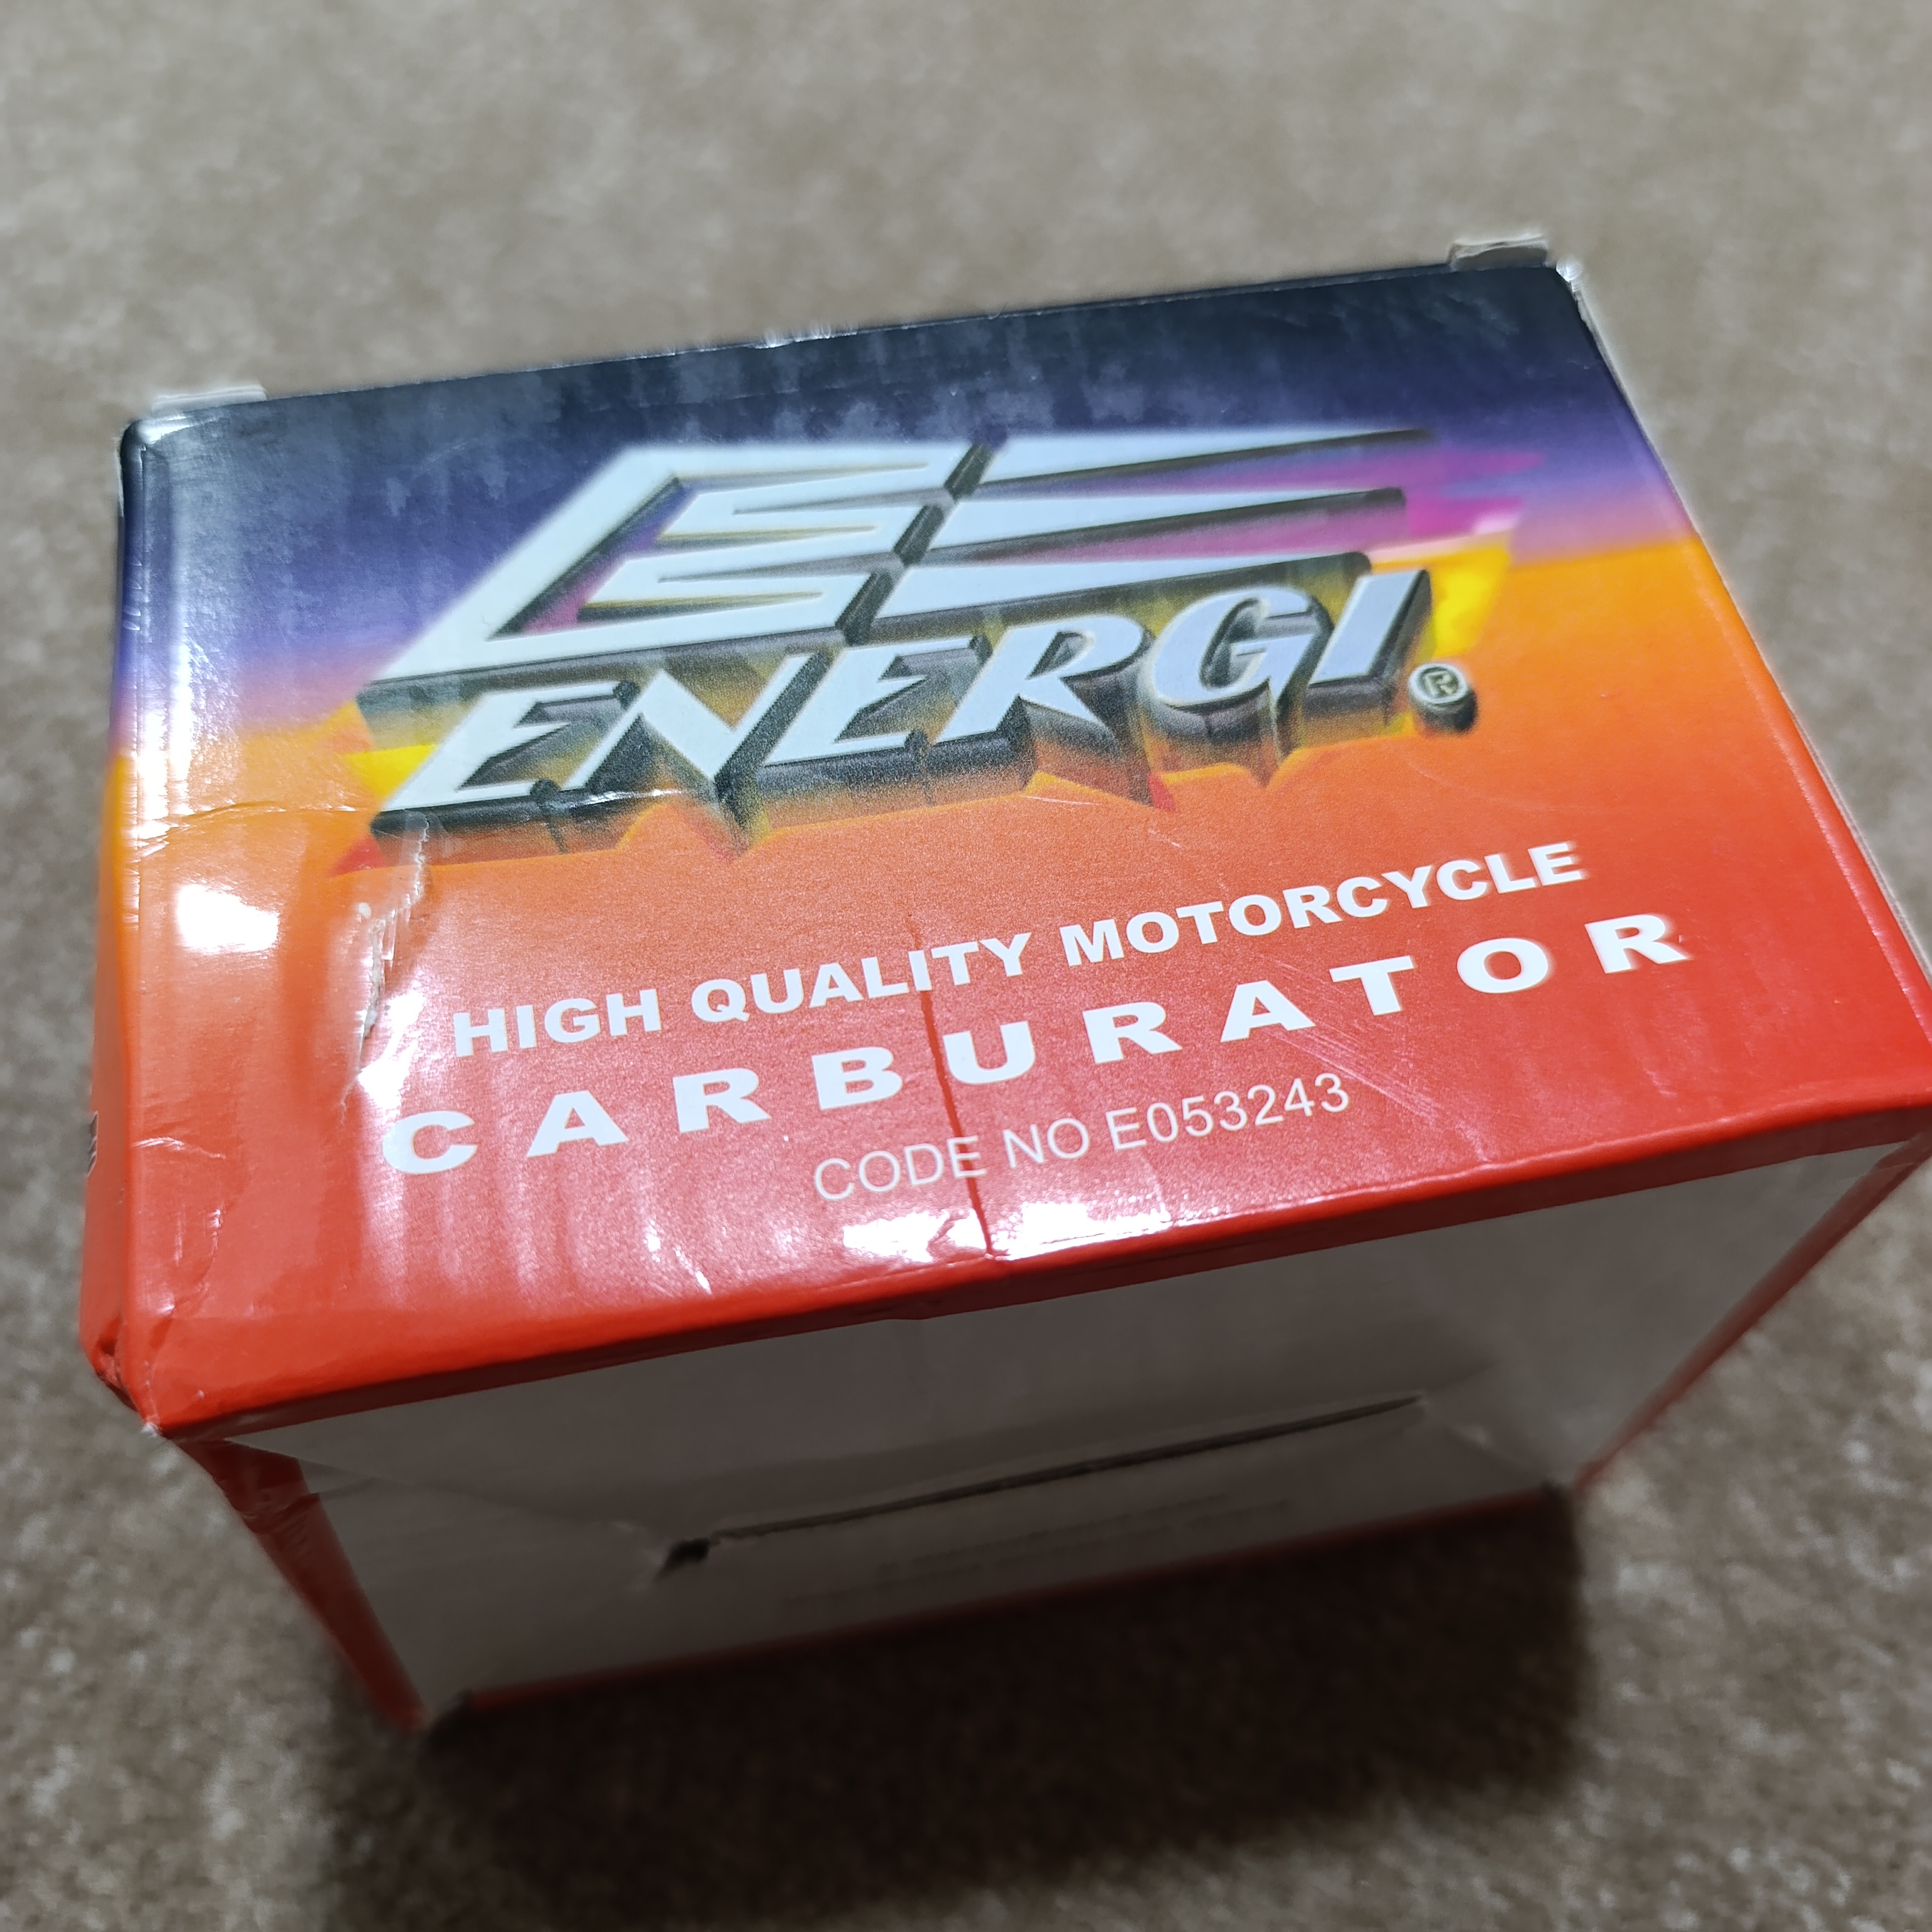 ENERGI
®
HIGH QUALITY MOTORCYCLE
CARBURATOR
CODE NO E053243